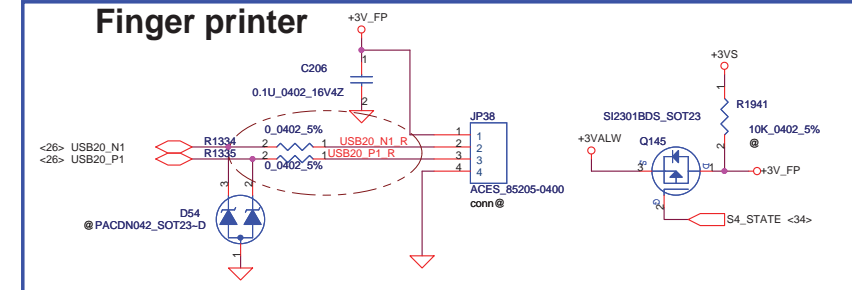 Finger printer
+3V_FP
1
C206
0.1U_0402_16V4Z
2
<26> USB20_N1
<26> USB20_P1
R1334
R1335
0_0402_5%
2
1
USB20_N1_R
2
1
USB20_P1_R
0_0402_5%
JP38
1
1
2
2
3
3
4
4
ACES_85205-0400
conn@
3
2
D54
@PACDN042_SOT23~D
1
+3VS
1
R1941
10K_0402_5%
2
@
SI2301BDS_SOT23
Q145
+3VALW
3
S
D
1
+3V_FP
G
2
S4_STATE <34>